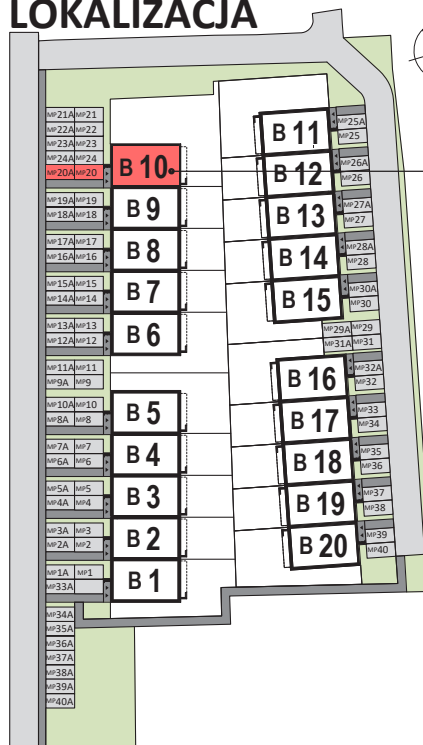 LOKALIZACJA
MP21A MP21
MP22A MP22
MP23A MP23
MP24A MP24
MP20A MP20
MP19A MP19
MP18A MP18
MP17A MP17
MP16A MP16
MP15A MP15
MP14A MP14
MP13A MP13
MP12A MP12
MP11A MP11
MP9A MP9
MP10A MP10
MP8A MP8
MP7A MP7
MP6A MP6
MP5A MP5
MP4A MP4
MP3A MP3
MP2A MP2
MP1A MP1
MP33A
MP34A
MP35A
MP36A
MP37A
MP38A
MP39A
MP40A
B 10
B 9
B 8
B 7
B 6
B 5
B 4
B 3
B 2
B 1
B 11
B 12
B 13
B 14
B 15
B 16
B 17
B 18
B 19
B 20
MP25A
MP25
MP26A
MP26
MP27A
MP27
MP28A
MP28
MP30A
MP30
MP29A MP29
MP31A MP31
MP32A
MP32
MP33
MP34
MP35
MP36
MP37
MP38
MP39
MP40